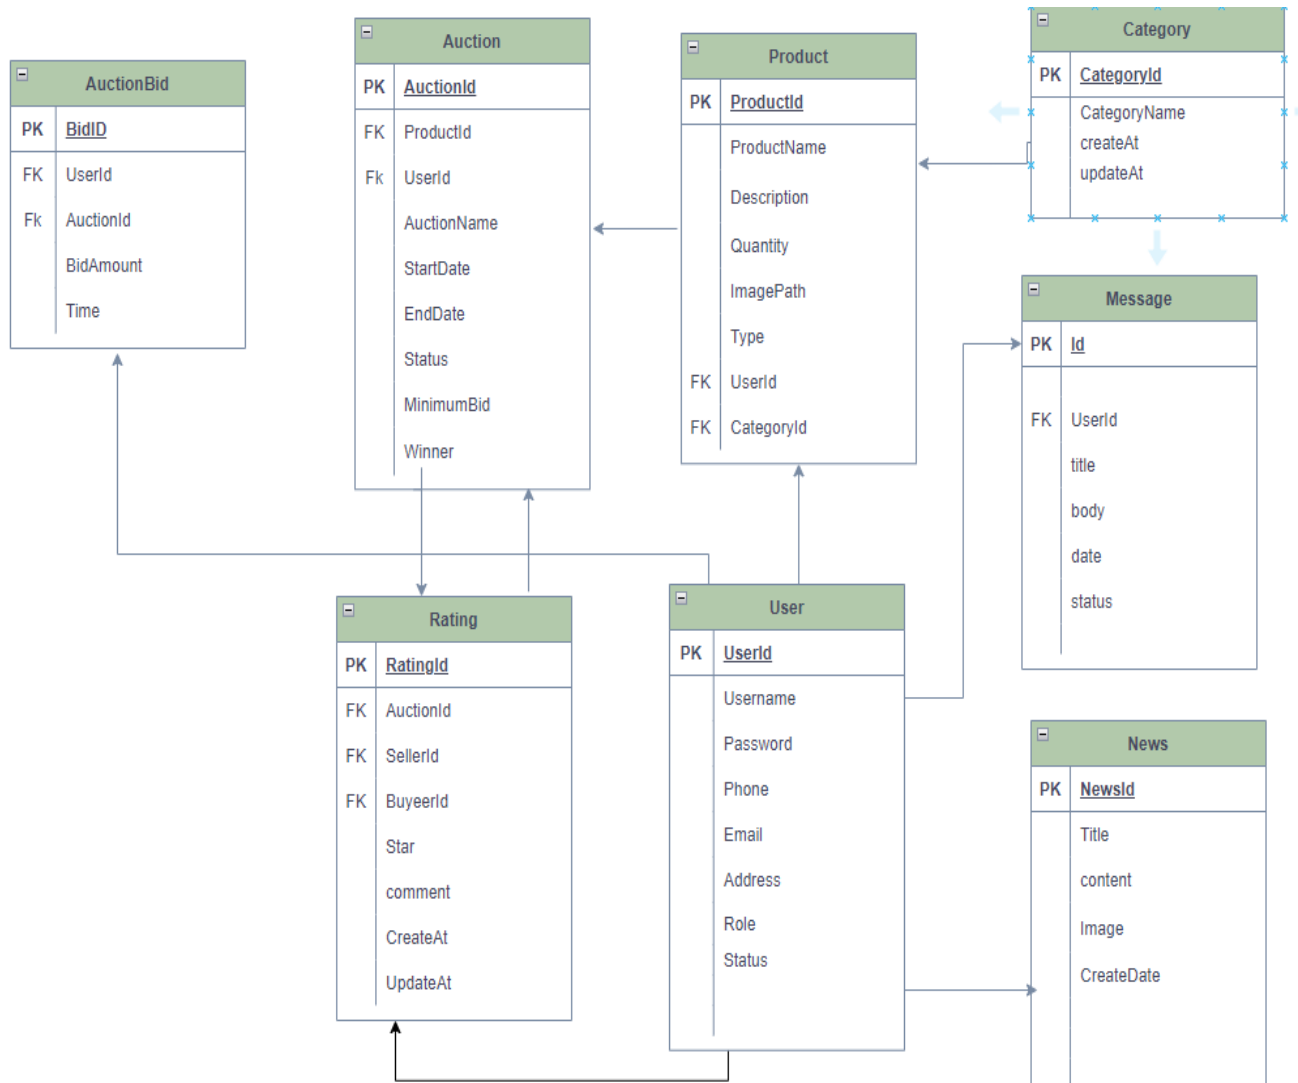 AuctionBid
PK BidID
FK UserId
Fk AuctionId
BidAmount
Time
Auction
PK AuctionId
FK ProductId
Fk UserId
AuctionName
StartDate
EndDate
Status
MinimumBid
Winner
Product
PK ProductId
ProductName
Description
Quantity
ImagePath
Type
FK UserId
FK CategoryId
Category
PK CategoryId
CategoryName
createAt
updateAt
Message
PK Id
FK UserId
title
body
date
status
Rating
PK RatingId
FK AuctionId
FK SellerId
FK BuyeerId
Star
comment
CreateAt
UpdateAt
User
PK UserId
Username
Password
Phone
Email
Address
Role
Status
News
PK NewsId
Title
content
Image
CreateDate